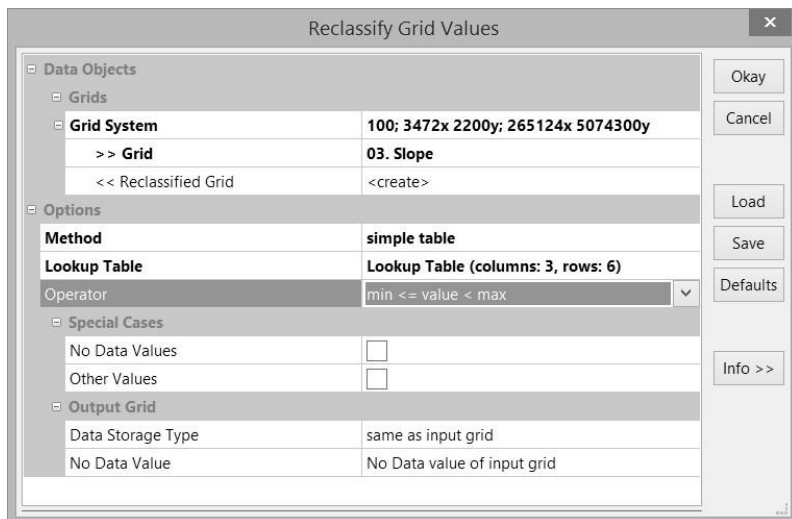 Reclassify Grid Values
Data Objects
Grids
Grid System 100; 3472x 2200y; 265124x 5074300y
>> Grid 03. Slope
<< Reclassified Grid <create>
Options
Method simple table
Lookup Table Lookup Table (columns: 3, rows: 6)
Operator min <= value < max
Special Cases
No Data Values
Other Values
Output Grid
Data Storage Type same as input grid
No Data Value No Data value of input grid
Okay
Cancel
Load
Save
Defaults
Info >>